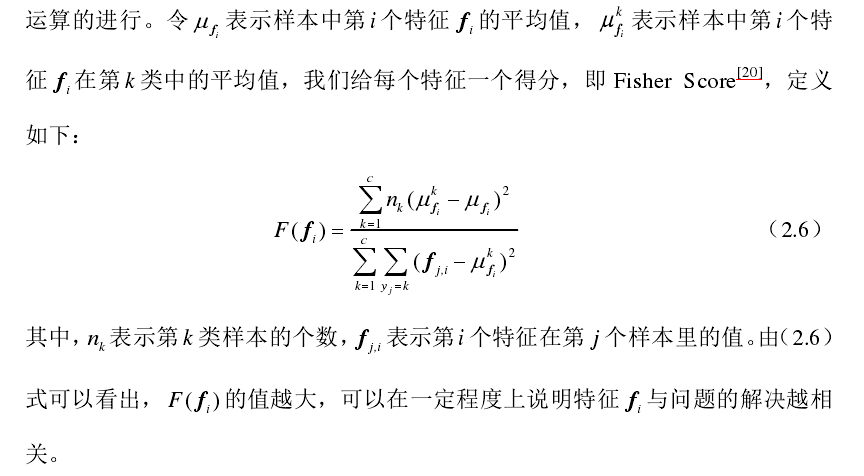 运算的进行。令 $\mu_{f_i}$ 表示样本中第 $i$ 个特征 $\boldsymbol{f}_i$ 的平均值， $\mu_{f_i}^k$ 表示样本中第 $i$ 个特
征 $\boldsymbol{f}_i$ 在第 $k$ 类中的平均值，我们给每个特征一个得分，即 Fisher Score[20]，定义
如下：
$F(\boldsymbol{f}_i) = \frac{\sum_{k=1}^{c} n_k (\mu_{f_i}^k - \mu_{f_i})^2}{\sum_{k=1}^{c} \sum_{y_j=k} (\boldsymbol{f}_{j,i} - \mu_{f_i}^k)^2}$ （2.6）
其中，$n_k$ 表示第 $k$ 类样本的个数，$\boldsymbol{f}_{j,i}$ 表示第 $i$ 个特征在第 $j$ 个样本里的值。由（2.6）
式可以看出， $F(\boldsymbol{f}_i)$ 的值越大，可以在一定程度上说明特征 $\boldsymbol{f}_i$ 与问题的解决越相
关。